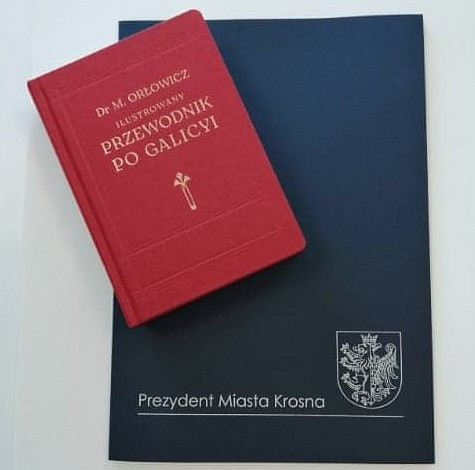 Dr M. ORŁOWICZ
ILUSTROWANY
PRZEWODNIK
PO GALICYI
Prezydent Miasta Krosna